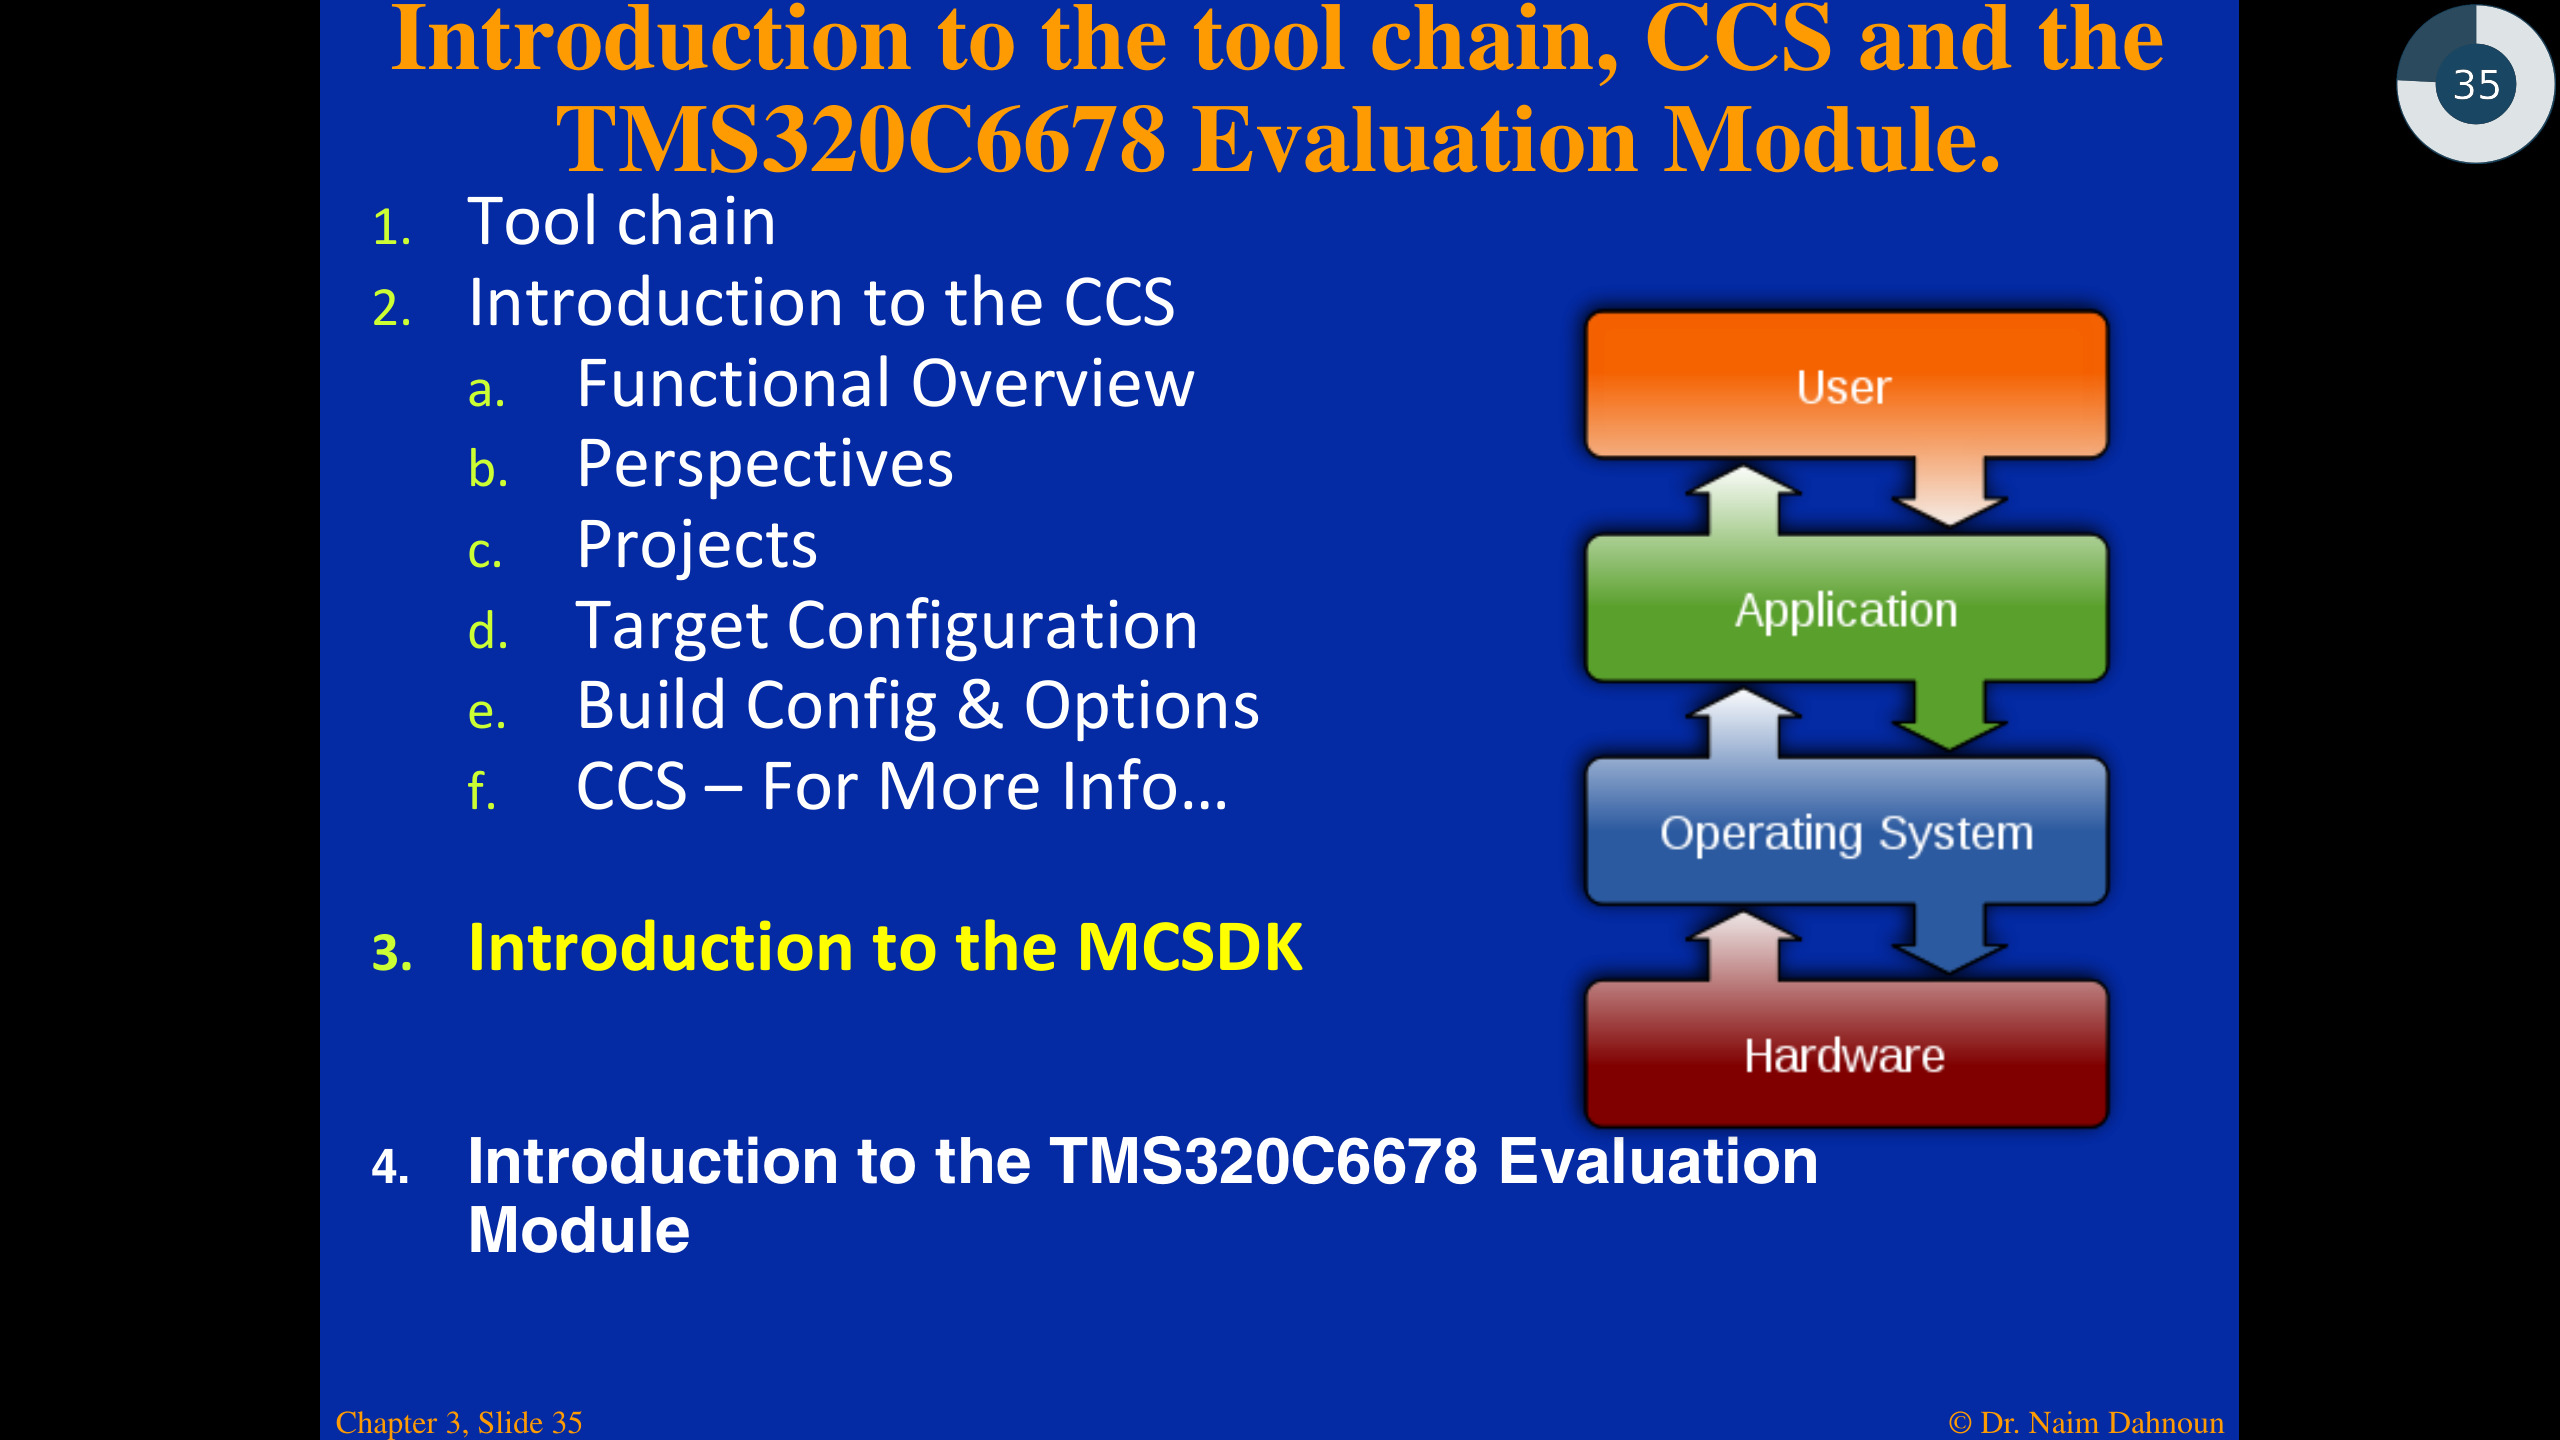 Introduction to the tool chain, CCS and the
TMS320C6678 Evaluation Module.
35
1. Tool chain
2. Introduction to the CCS
a. Functional Overview
b. Perspectives
c. Projects
d. Target Configuration
e. Build Config & Options
f. CCS – For More Info...
3. Introduction to the MCSDK
4. Introduction to the TMS320C6678 Evaluation
Module
User
Application
Operating System
Hardware
Chapter 3, Slide 35
© Dr. Naim Dahnoun